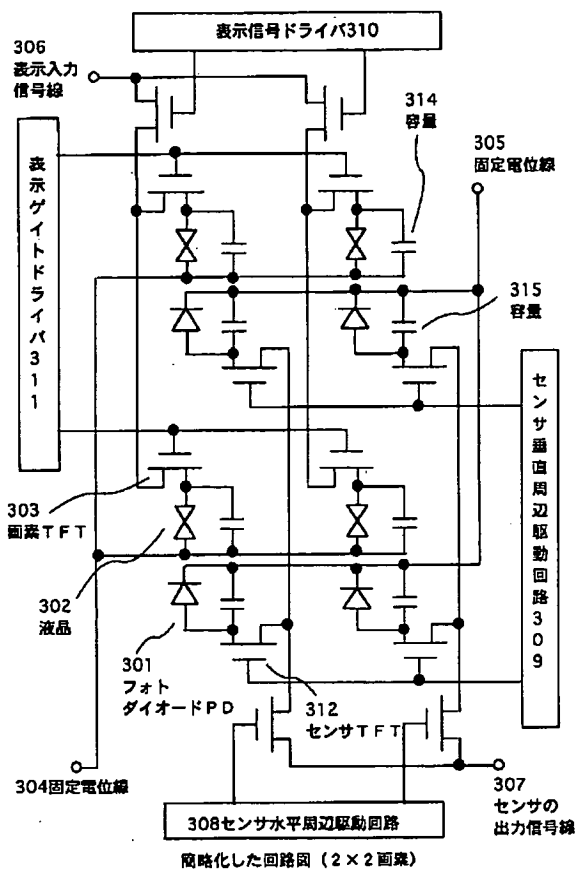 表示信号ドライバ310
306
表示入力
信号線
314
容量
305
固定電位線
表示ゲイトドライバ311
315
容量
センサ垂直周辺駆動回路309
303
画素TFT
302
液晶
301
フォト
ダイオードPD
312
センサTFT
304固定電位線
307
センサの
出力信号線
308センサ水平周辺駆動回路
簡略化した回路図(2×2画素)